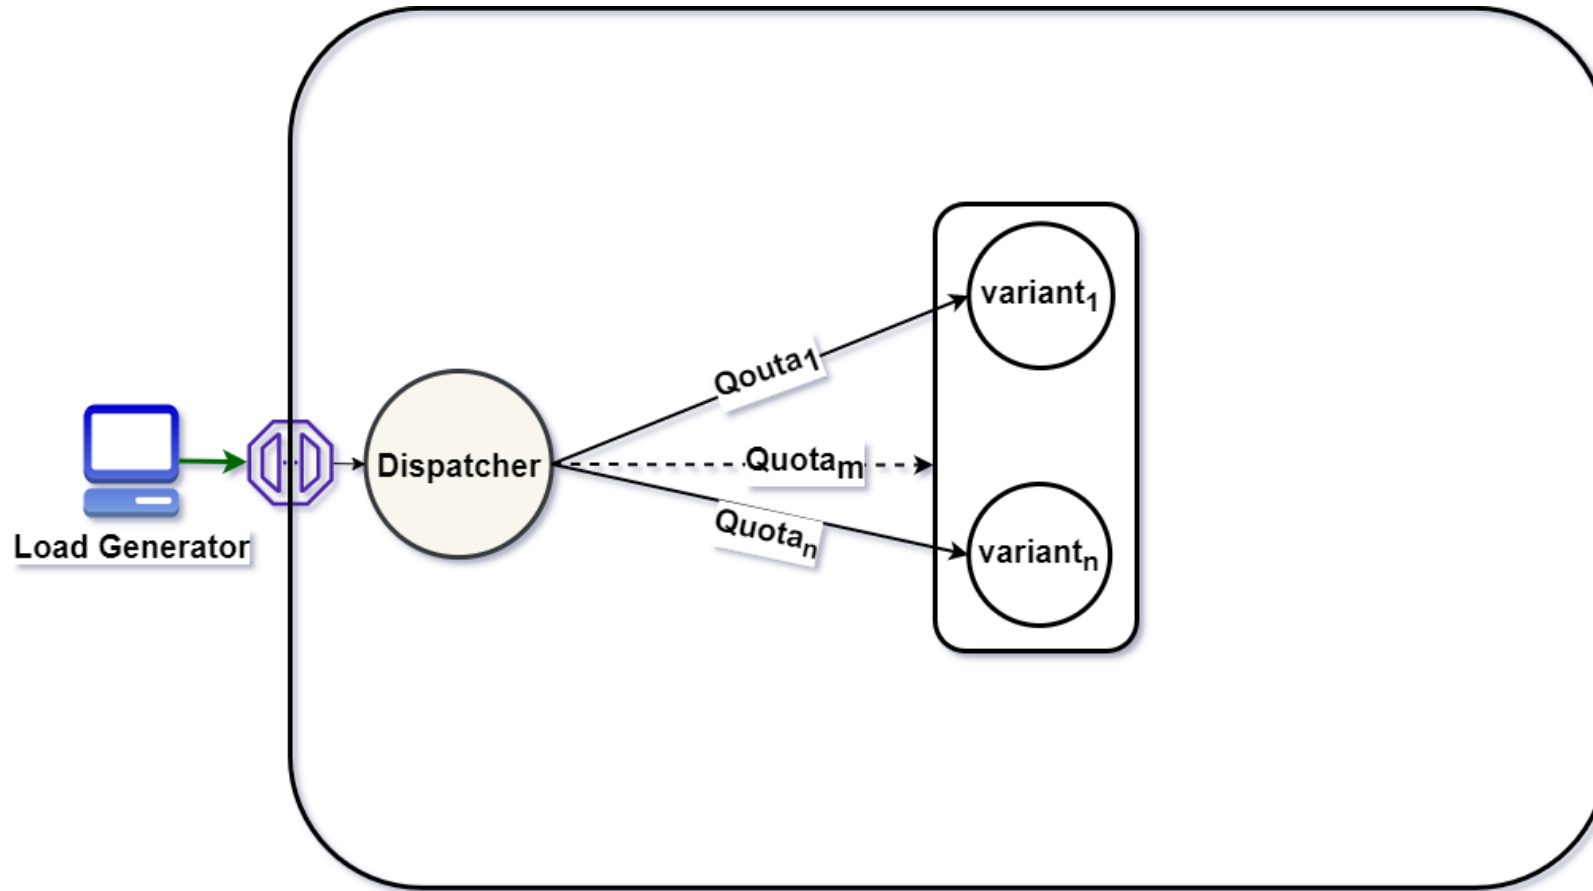 variant₁
Qouta₁
Load Generator
Dispatcher
Quotaₘ
Quotaₙ
variantₙ